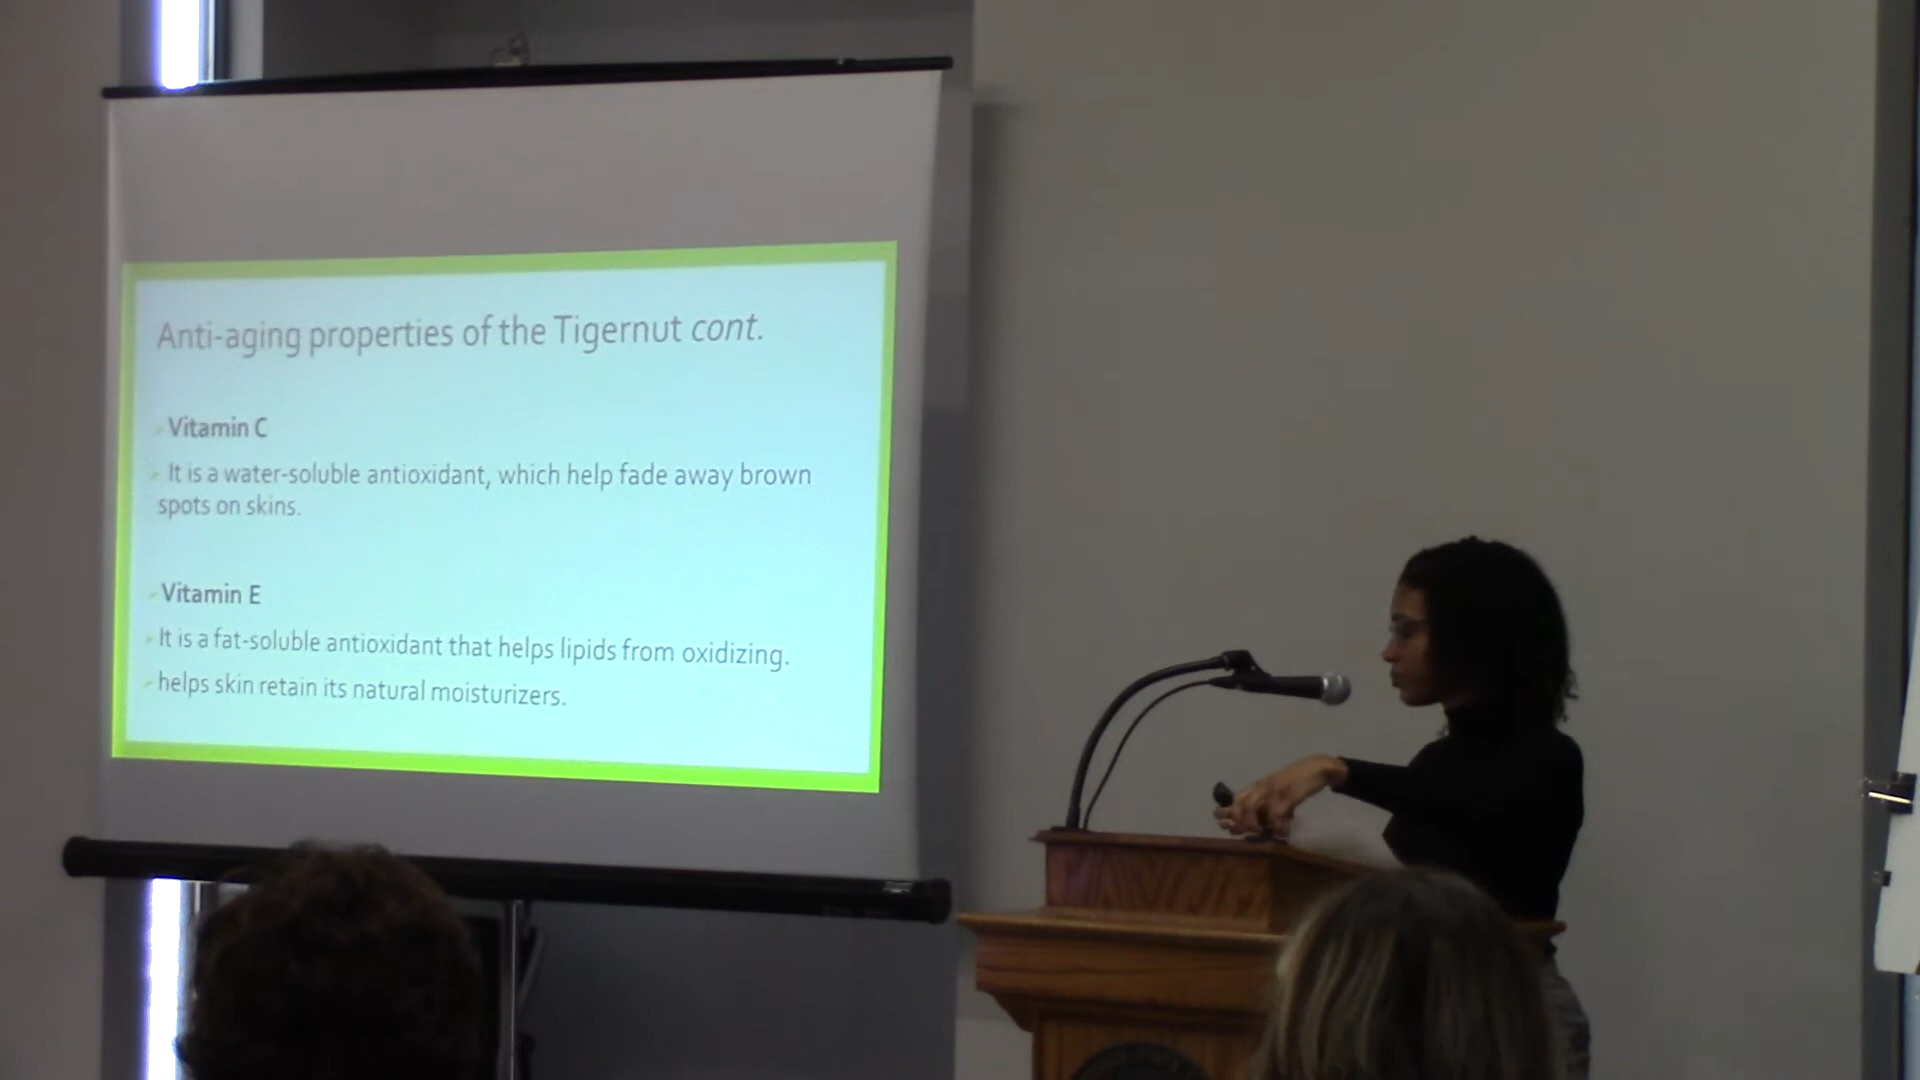 Anti-aging properties of the Tigernut cont.
Vitamin C
It is a water-soluble antioxidant, which help fade away brown
spots on skins.
Vitamin E
It is a fat-soluble antioxidant that helps lipids from oxidizing.
helps skin retain its natural moisturizers.